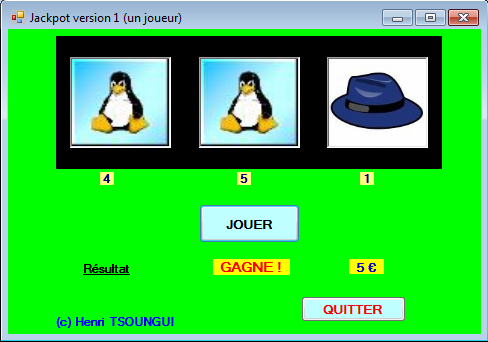 Jackpot version 1 (un joueur)
4 5 1
JOUER
Résultat GAGNE ! 5 €
QUITTER
(c) Henri TSOUNGUI